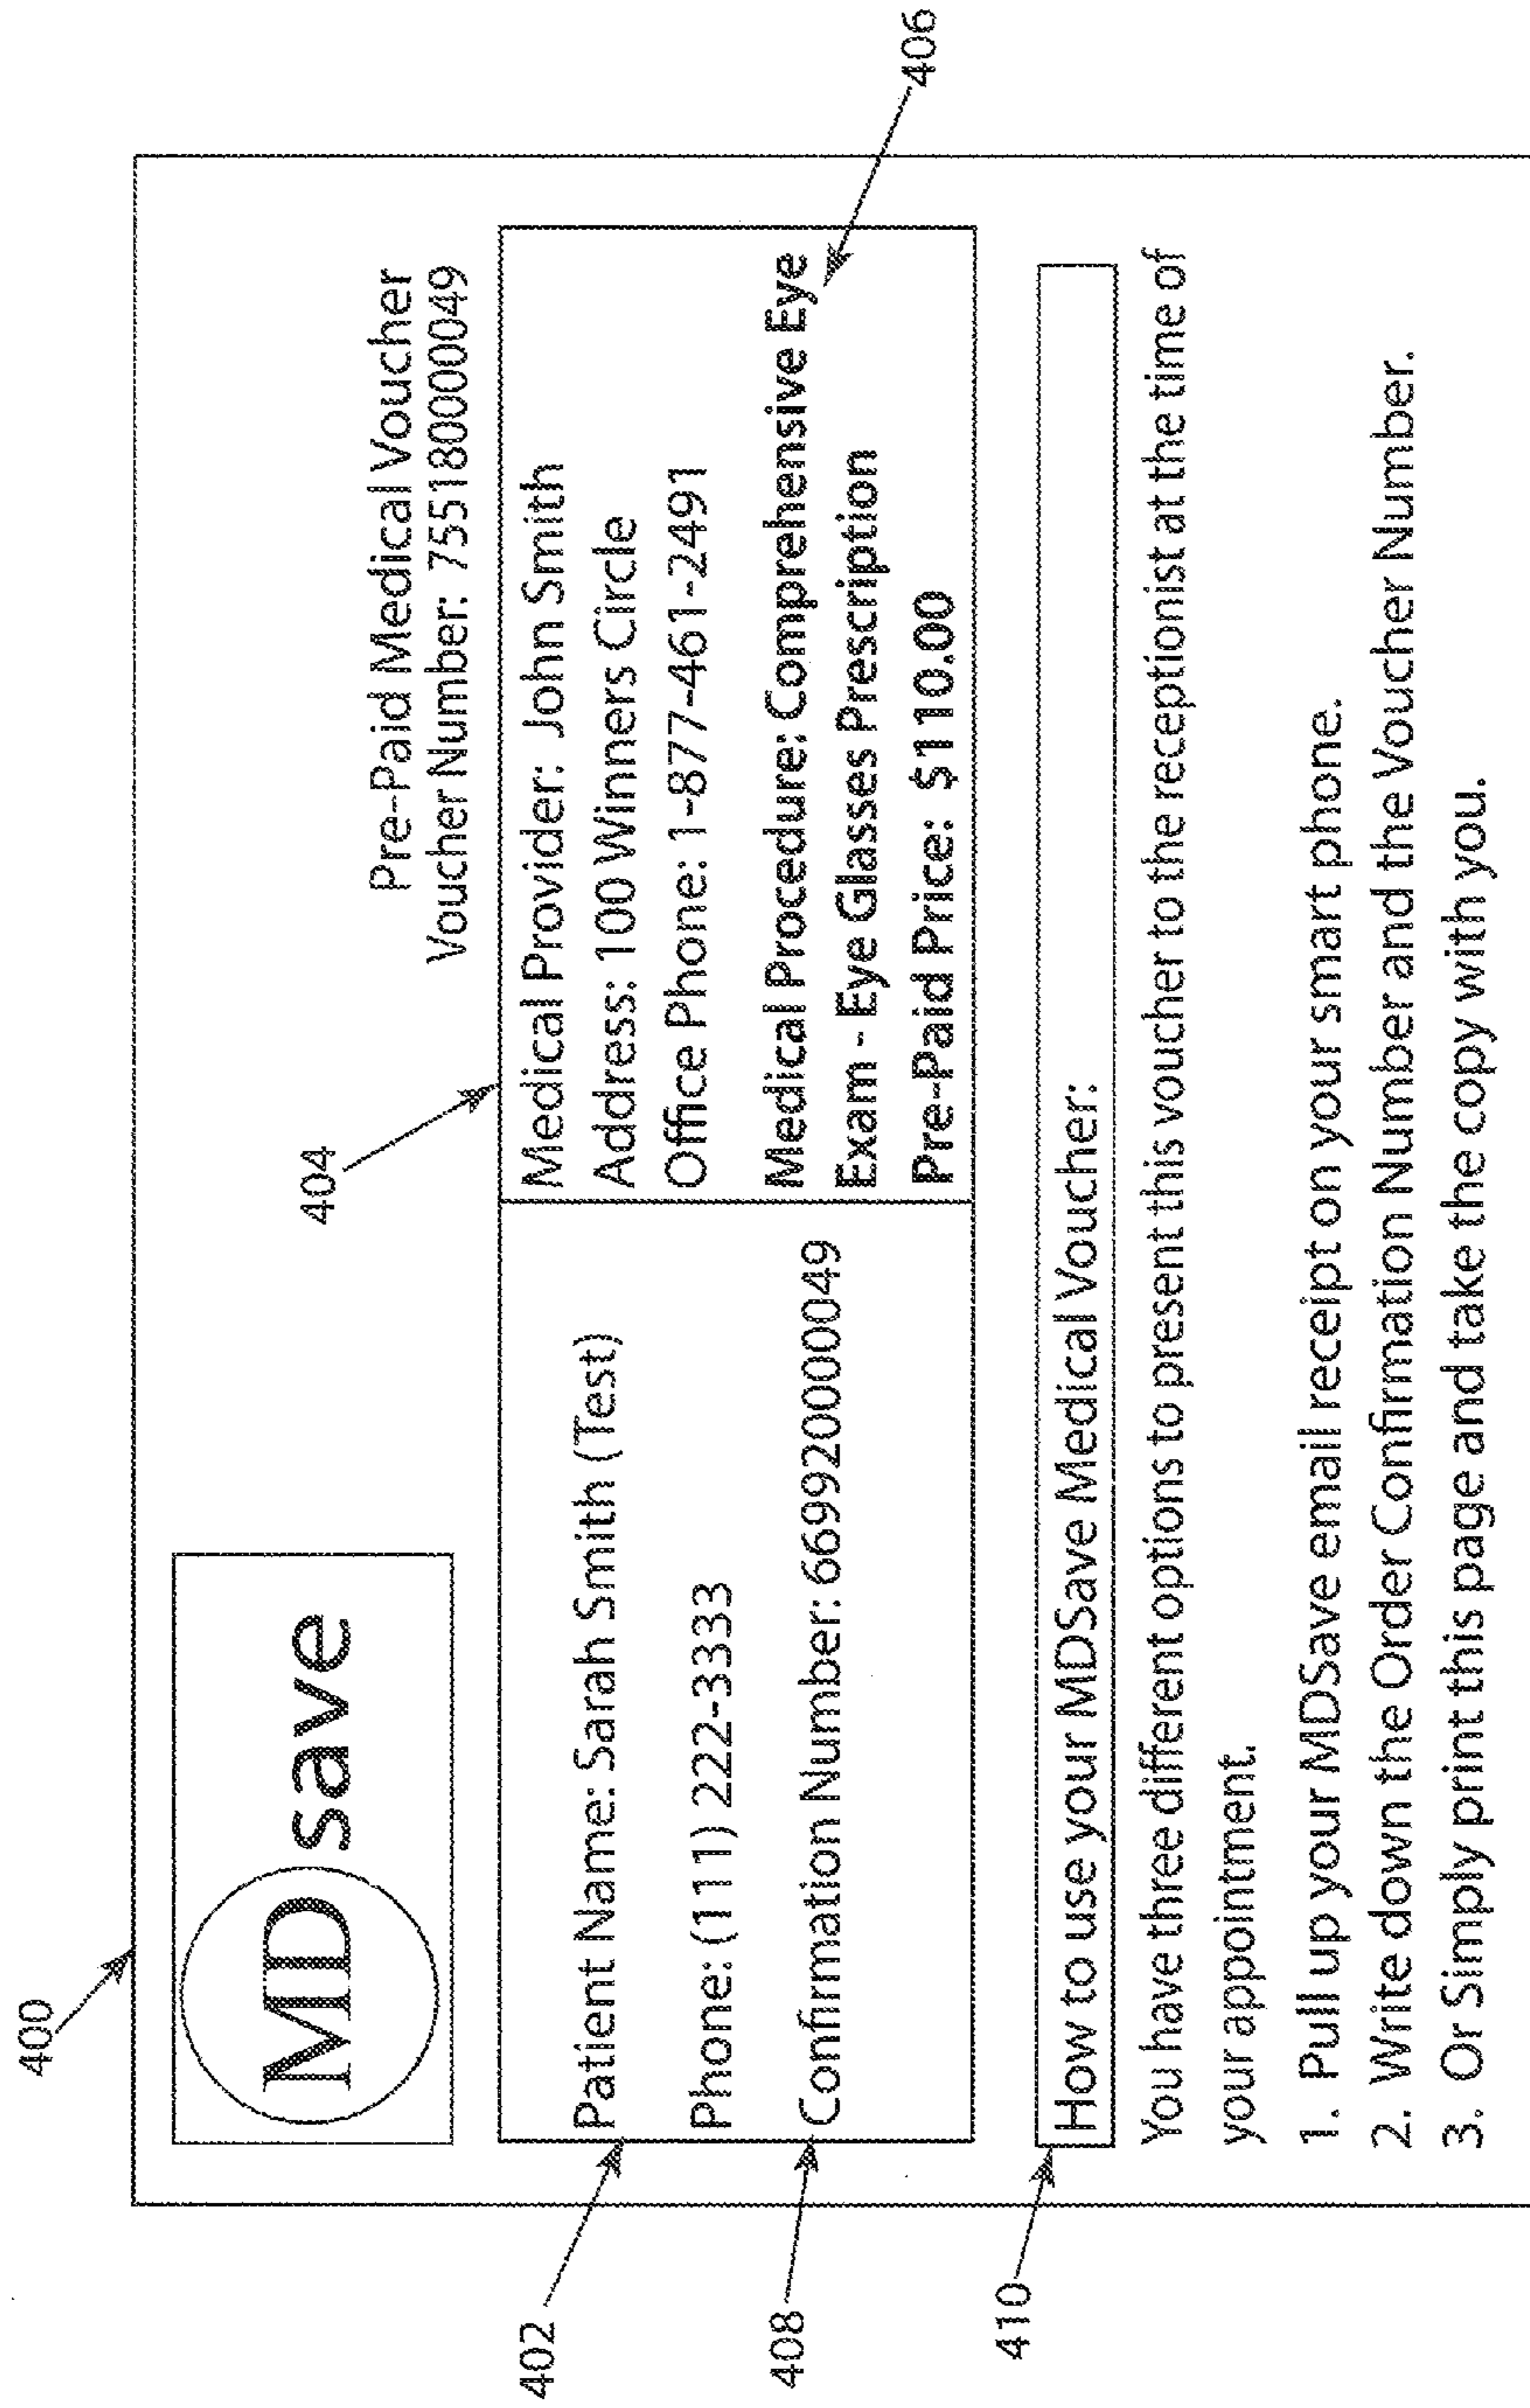 400
MD save
Pre-Paid Medical Voucher
Voucher Number: 75518000049
404
402
Patient Name: Sarah Smith (Test)
Phone: (111) 222-3333
408
Confirmation Number: 66992000049
Medical Provider: John Smith
Address: 100 Winners Circle
Office Phone: 1-877-461-2491
Medical Procedure: Comprehensive Eye
Exam - Eye Glasses Prescription
Pre-Paid Price: $110.00
406
410
How to use your MDSave Medical Voucher:
You have three different options to present this voucher to the receptionist at the time of
your appointment.
1. Pull up your MDSave email receipt on your smart phone.
2. Write down the Order Confirmation Number and the Voucher Number.
3. Or Simply print this page and take the copy with you.